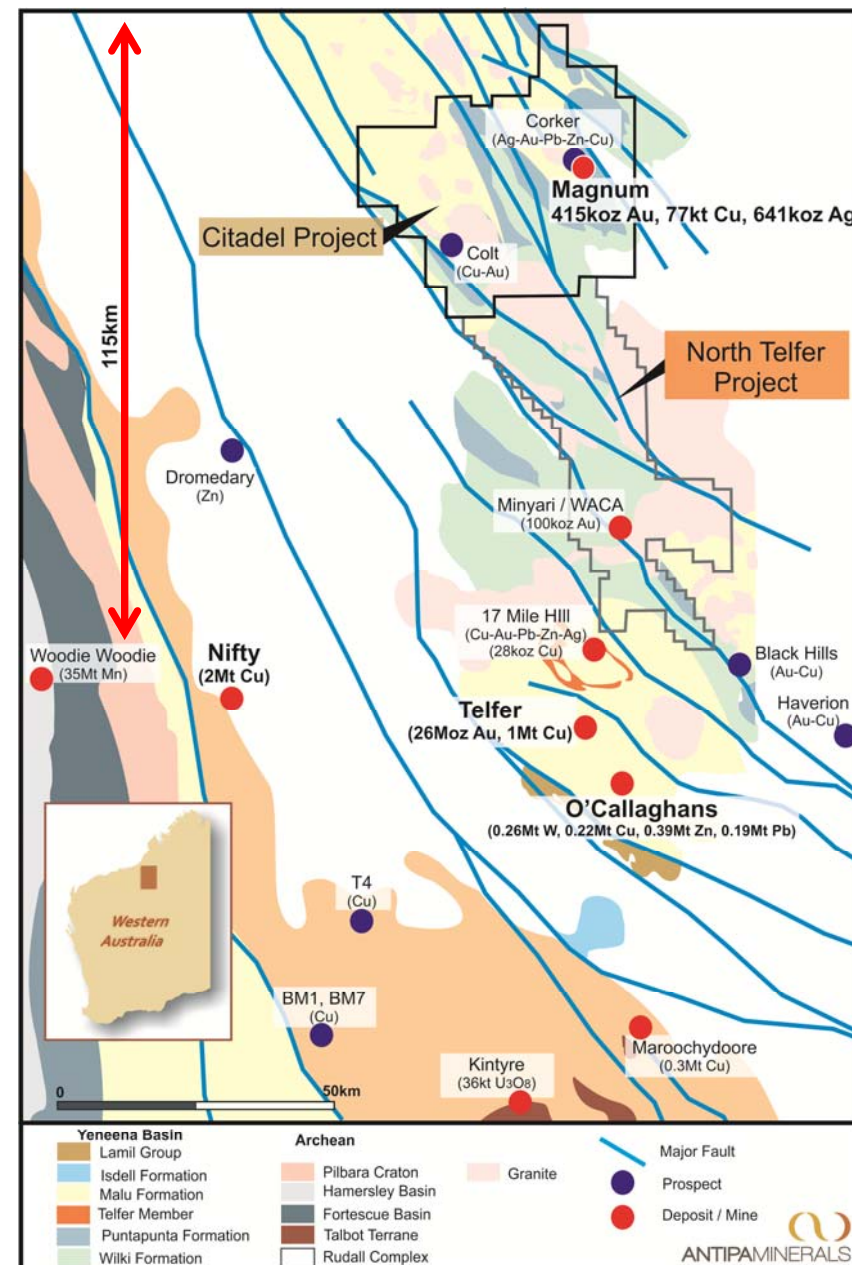 Corker
(Ag-Au-Pb-Zn-Cu)
Magnum
415koz Au, 77kt Cu, 641koz Ag
Citadel Project
Colt
(Cu-Au)
115km
North Telfer
Project
Dromedary
(Zn)
Minyari / WACA
(100koz Au)
17 Mile HIll
(Cu-Au-Pb-Zn-Ag)
(28koz Cu)
Woodie Woodie
(35Mt Mn)
Nifty
(2Mt Cu)
Black Hills
(Au-Cu)
Haverion
(Au-Cu)
Telfer
(26Moz Au, 1Mt Cu)
O'Callaghans
(0.26Mt W, 0.22Mt Cu, 0.39Mt Zn, 0.19Mt Pb)
Western
Australia
T4
(Cu)
BM1, BM7
(Cu)
Maroochydoore
(0.3Mt Cu)
Kintyre
(36kt U3O8)
0 50km
Yeneena Basin
Lamil Group
Isdell Formation
Malu Formation
Telfer Member
Puntapunta Formation
Wilki Formation
Archean
Pilbara Craton
Hamersley Basin
Fortescue Basin
Talbot Terrane
Rudall Complex
Granite
Major Fault
Prospect
Deposit / Mine
ANTIPAMINERALS